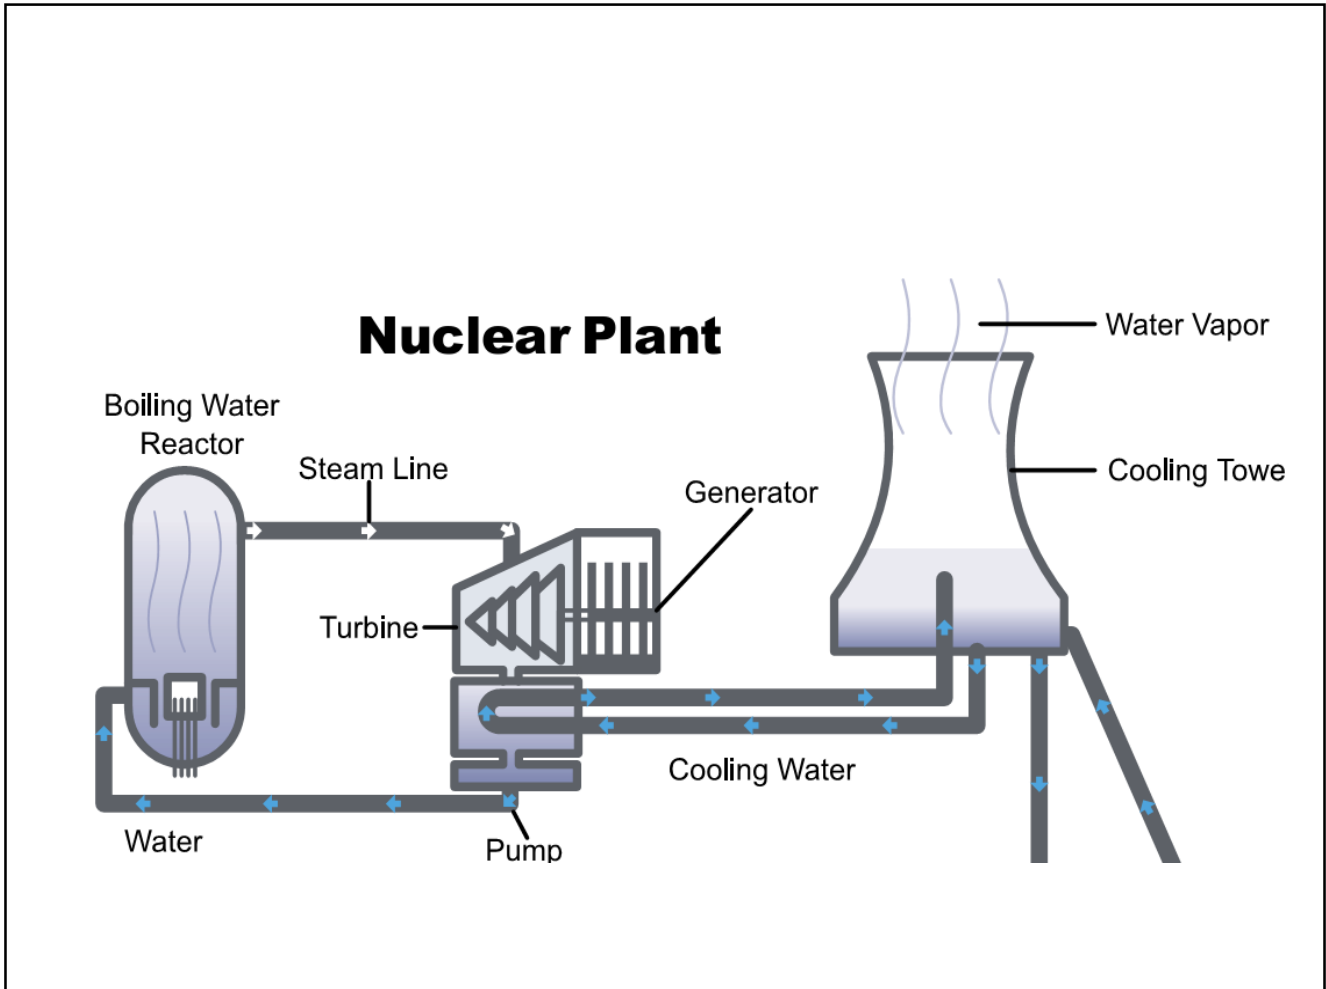 Nuclear Plant
Water Vapor
Boiling Water
Reactor
Steam Line
Cooling Towe
Generator
Turbine
Cooling Water
Water
Pump